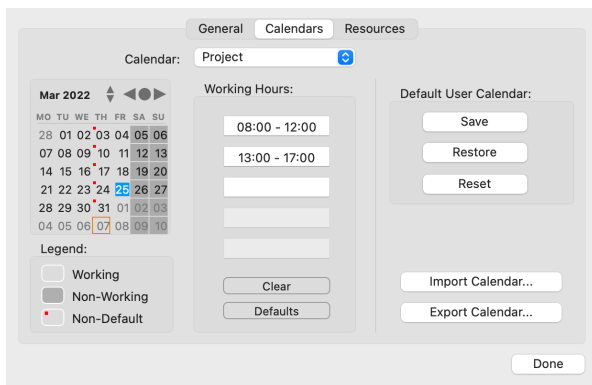 General Calendars Resources
Calendar: Project
Mar 2022
MO TU WE TH FR SA SU
28 01 02 03 04 05 06
07 08 09 10 11 12 13
14 15 16 17 18 19 20
21 22 23 24 25 26 27
28 29 30 31 01 02 03
04 05 06 07 08 09 10
Legend:
Working
Non-Working
Non-Default
Working Hours:
08:00 - 12:00
13:00 - 17:00
Clear
Defaults
Default User Calendar:
Save
Restore
Reset
Import Calendar...
Export Calendar...
Done